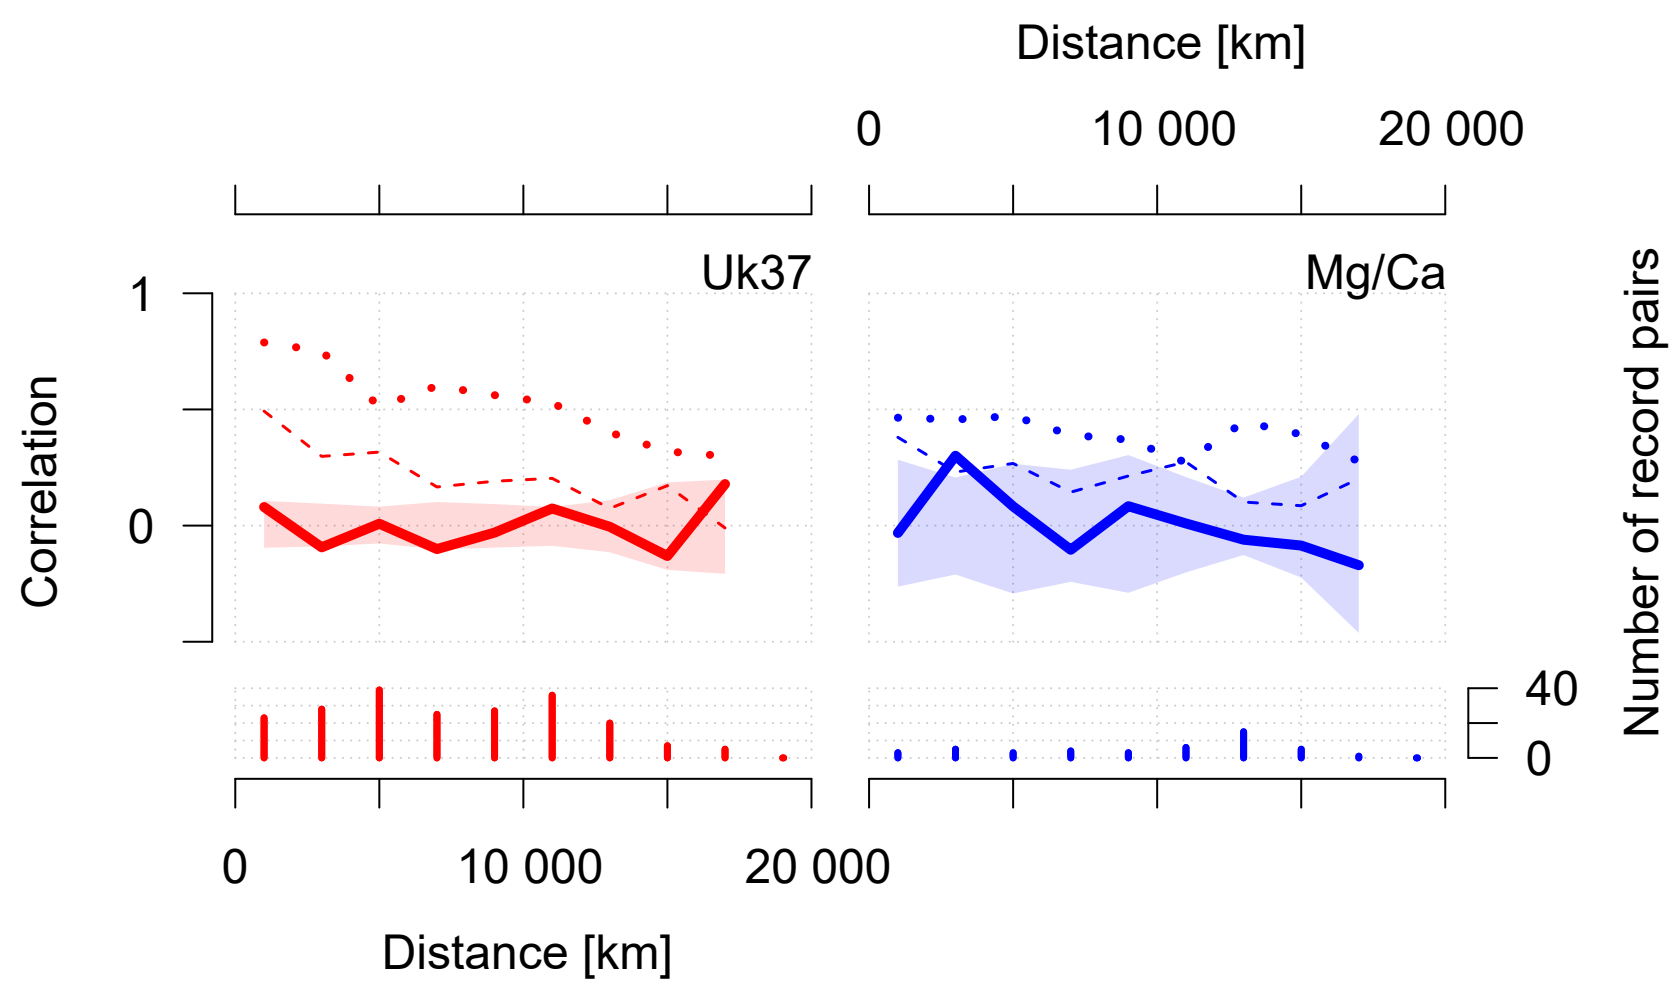 Distance [km]
0 10 000 20 000
Uk37 Mg/Ca
1
0
Correlation
Number of record pairs
40
0
0 10 000 20 000
Distance [km]